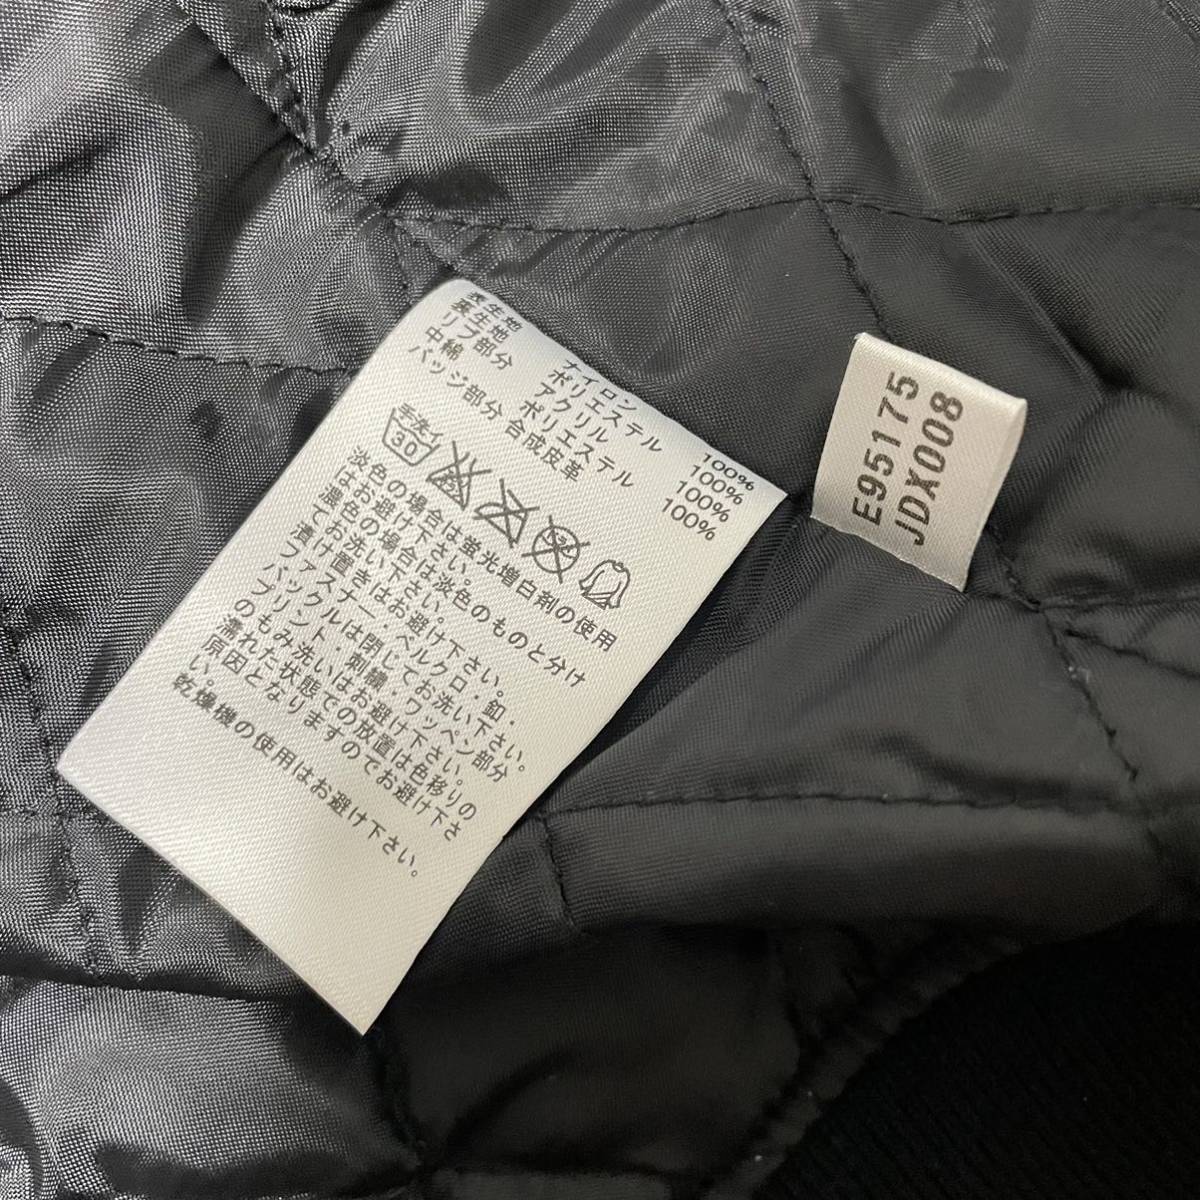 表生地 ナイロン 100%
裏生地 ポリエステル 100%
リブ部分 アクリル 100%
中綿 ポリエステル 100%
バッジ部分 合成皮革
手洗イ
30
淡色の場合は蛍光増白剤の使用
はお避け下さい。
濃色の場合は淡色のものと分け
てお洗い下さい。
漬け置きはお避け下さい。
ファスナー・ベルクロ・釦・
バックルは閉じてお洗い下さい。
プリント・刺繍・ワッペン部分
のもみ洗いはお避け下さい。
濡れた状態での放置は色移りの
原因となりますのでお避け下さ
い。
乾燥機の使用はお避け下さい。
E95175
JDX008